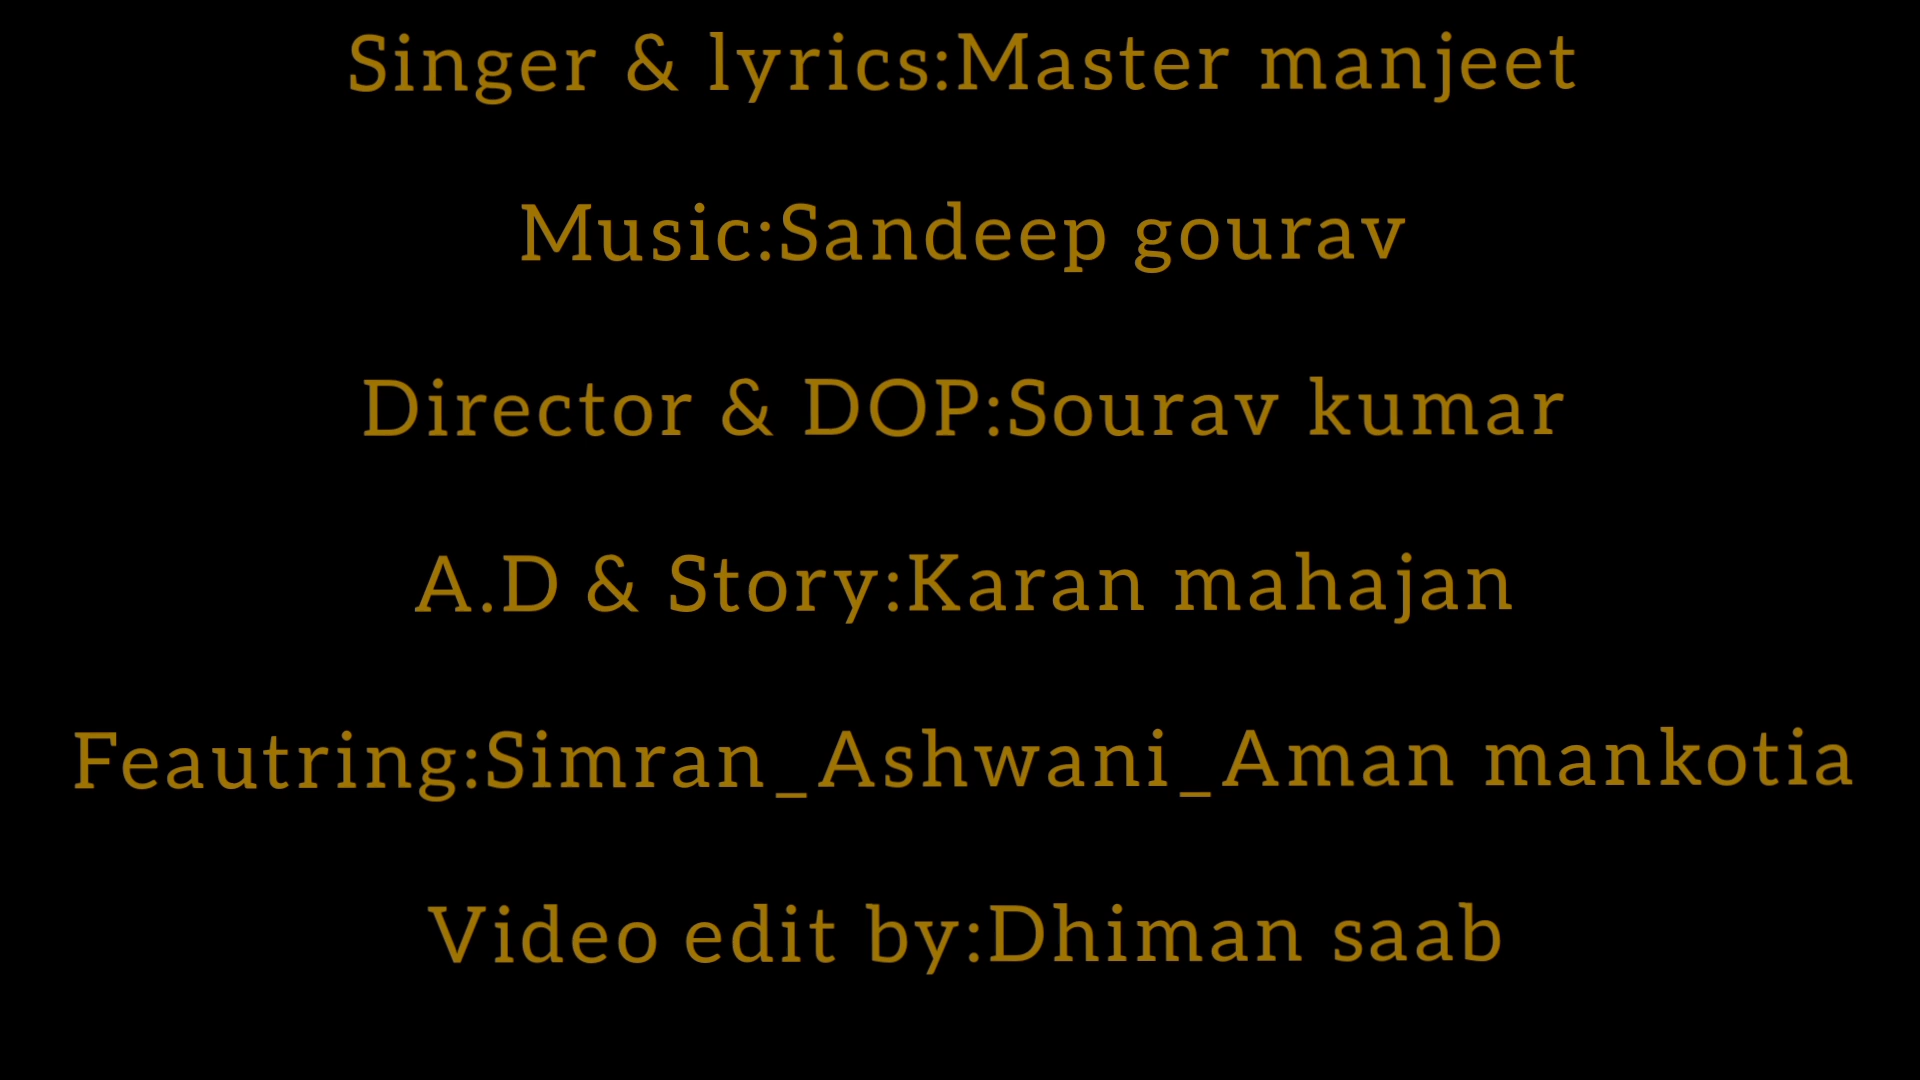 Singer & lyrics:Master manjeet
Music:Sandeep gourav
Director & DOP:Sourav kumar
A.D & Story:Karan mahajan
Feautring:Simran_Ashwani_Aman mankotia
Video edit by:Dhiman saab